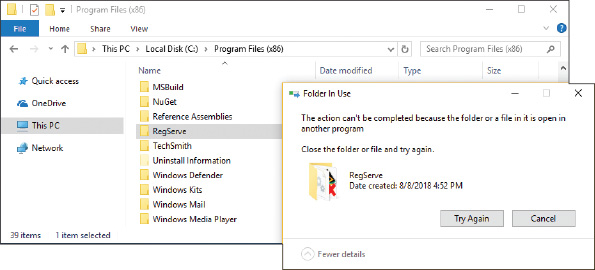 Program Files (x86)
File
Home
Share
View
This PC > Local Disk (C:) > Program Files (x86)
Search Program Files (x86)
Quick access
OneDrive
This PC
Network
Name
Date modified
Type
Size
MSBuild
NuGet
Reference Assemblies
RegServe
TechSmith
Uninstall Information
Windows Defender
Windows Kits
Windows Mail
Windows Media Player
39 items
1 item selected
Folder In Use
The action can't be completed because the folder or a file in it is open in
another program
Close the folder or file and try again.
RegServe
Date created: 8/8/2018 4:52 PM
Try Again
Cancel
Fewer details